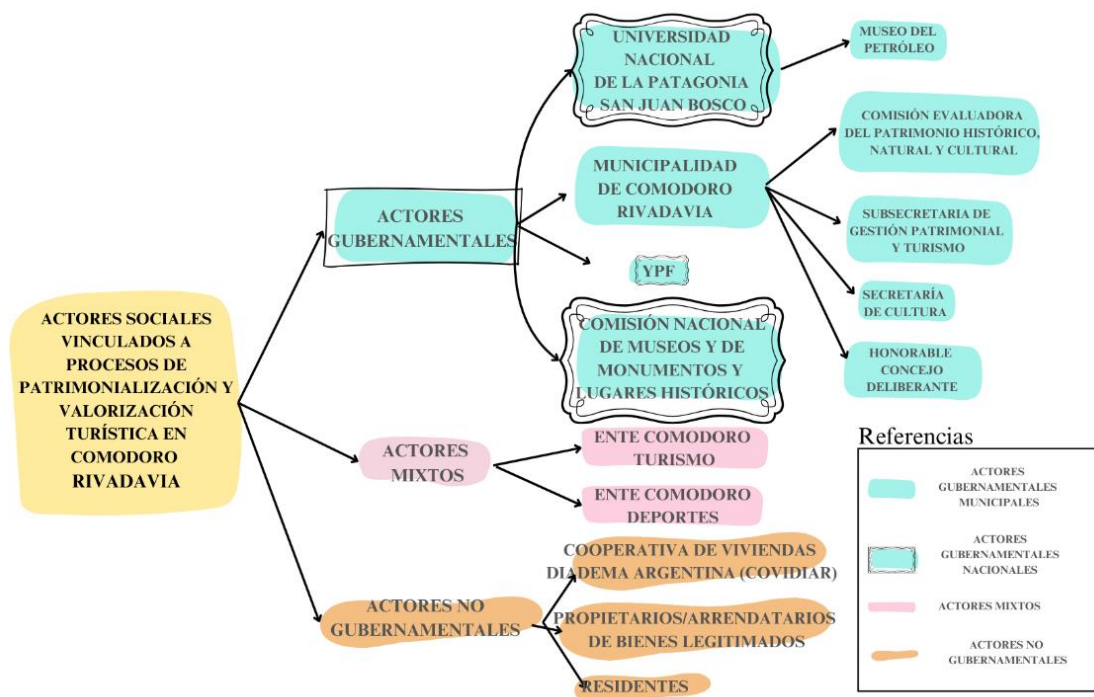 ACTORES SOCIALES
VINCULADOS A
PROCESOS DE
PATRIMONIALIZACIÓN Y
VALORIZACIÓN
TURÍSTICA EN
COMODORO
RIVADAVIA
ACTORES
GUBERNAMENTALES
UNIVERSIDAD
NACIONAL
DE LA PATAGONIA
SAN JUAN BOSCO
MUSEO DEL
PETRÓLEO
MUNICIPALIDAD
DE COMODORO
RIVADAVIA
COMISIÓN EVALUADORA
DEL PATRIMONIO HISTÓRICO,
NATURAL Y CULTURAL
SUBSECRETARIA DE
GESTIÓN PATRIMONIAL
Y TURISMO
SECRETARÍA
DE CULTURA
HONORABLE
CONCEJO
DELIBERANTE
YPF
COMISIÓN NACIONAL
DE MUSEOS Y DE
MONUMENTOS Y
LUGARES HISTÓRICOS
ACTORES
MIXTOS
ENTE COMODORO
TURISMO
ENTE COMODORO
DEPORTES
ACTORES NO
GUBERNAMENTALES
COOPERATIVA DE VIVIENDAS
DIADEMA ARGENTINA (COVIDIAR)
PROPIETARIOS/ARRENDATARIOS
DE BIENES LEGITIMADOS
RESIDENTES
Referencias
ACTORES
GUBERNAMENTALES
MUNICIPALES
ACTORES
GUBERNAMENTALES
NACIONALES
ACTORES MIXTOS
ACTORES NO
GUBERNAMENTALES